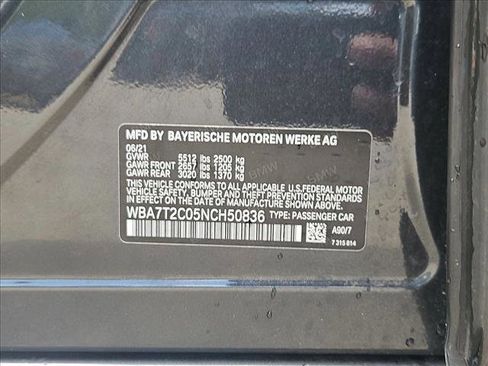 MFD BY BAYERISCHE MOTOREN WERKE AG
06/21
GVWR 5512 lbs 2500 kg
GAWR FRONT 2657 lbs 1205 kg
GAWR REAR 3020 lbs 1370 kg
THIS VEHICLE CONFORMS TO ALL APPLICABLE U.S.FEDERAL MOTOR
VEHICLE SAFETY, BUMPER, AND THEFT PREVENTION STANDARDS
IN EFFECT ON THE DATE OF MANUFACTURE SHOWN ABOVE.
WBA7T2C05NCH50836 TYPE: PASSENGER CAR
A90/7
7 315 814
BMW
BMW